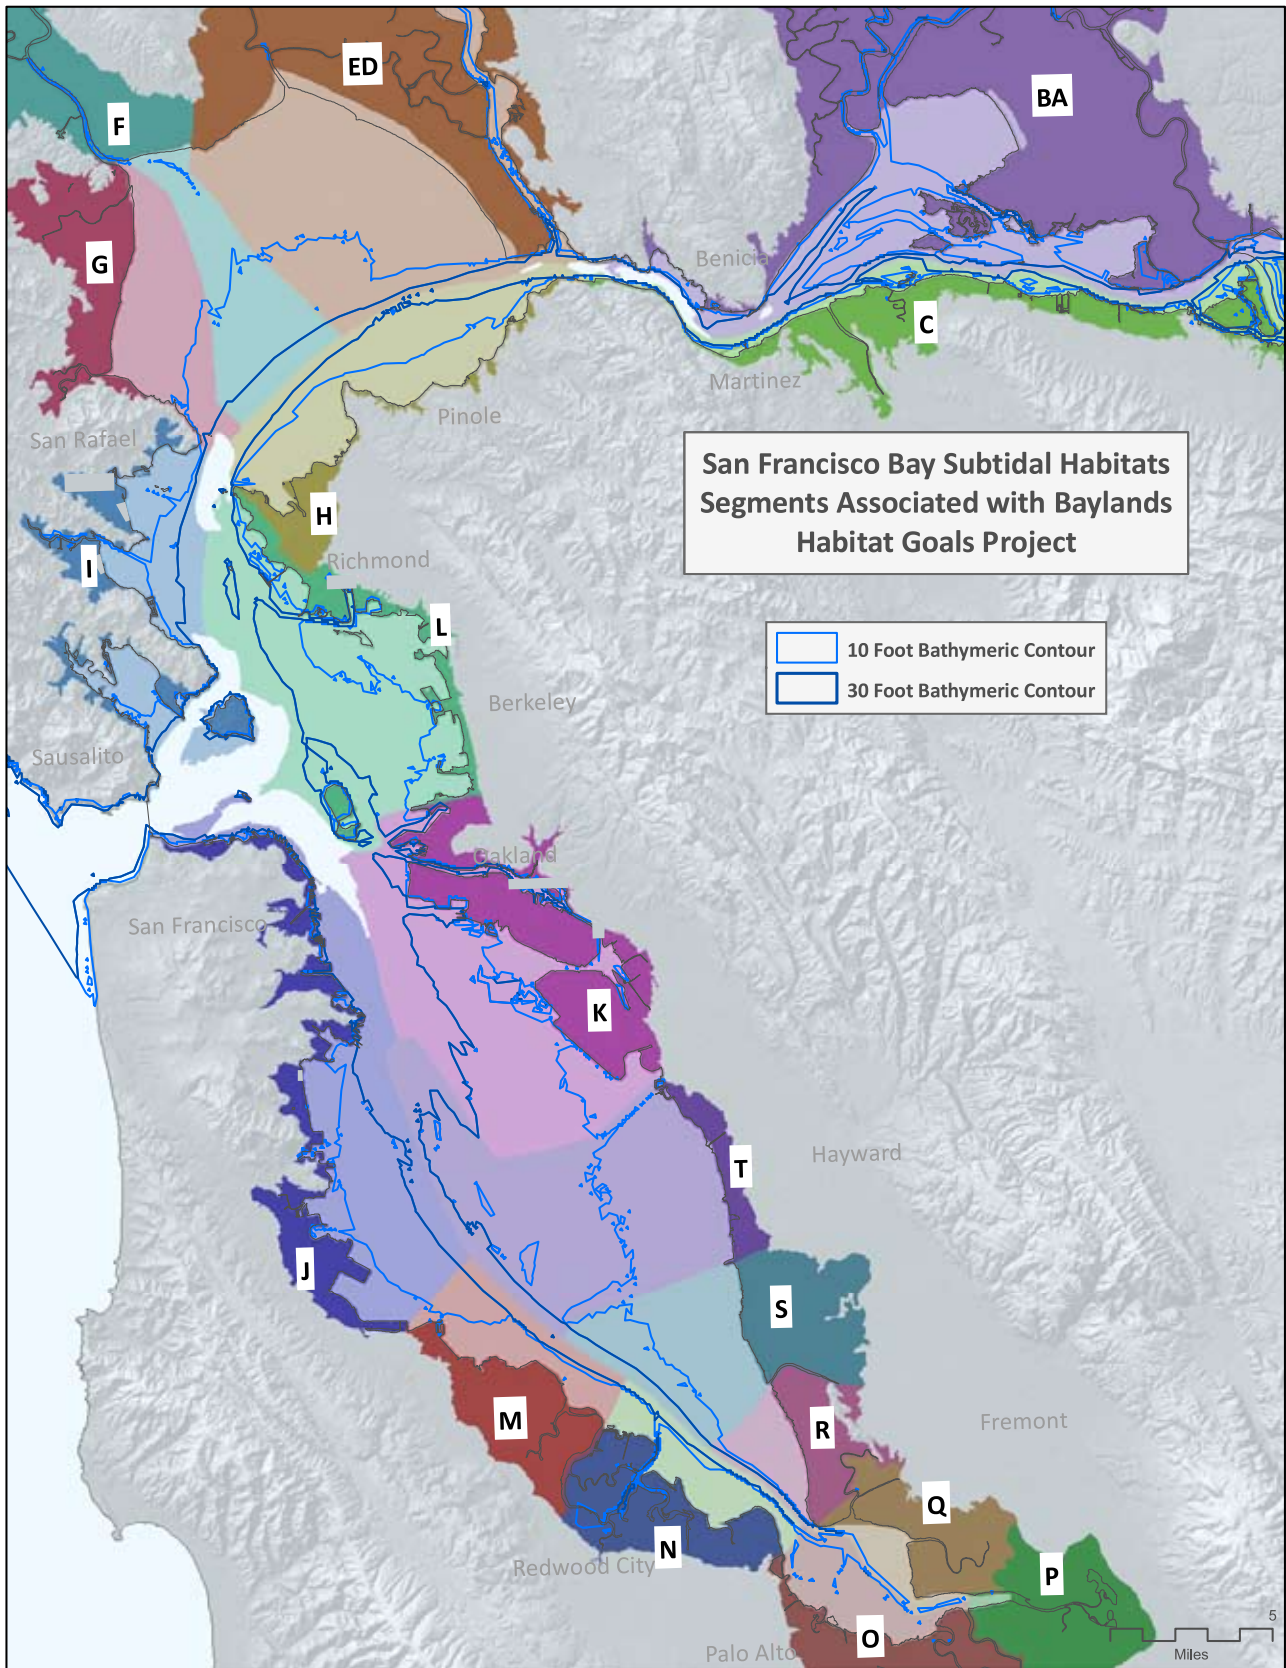 ED
BA
F
G
Benicia
C
Martinez
Pinole
San Rafael
San Francisco Bay Subtidal Habitats
Segments Associated with Baylands
Habitat Goals Project
H
Richmond
I
L
10 Foot Bathymeric Contour
30 Foot Bathymeric Contour
Berkeley
Sausalito
Oakland
San Francisco
K
Hayward
T
J
S
M
R
Fremont
Q
N
Redwood City
P
O
Palo Alto
5
Miles